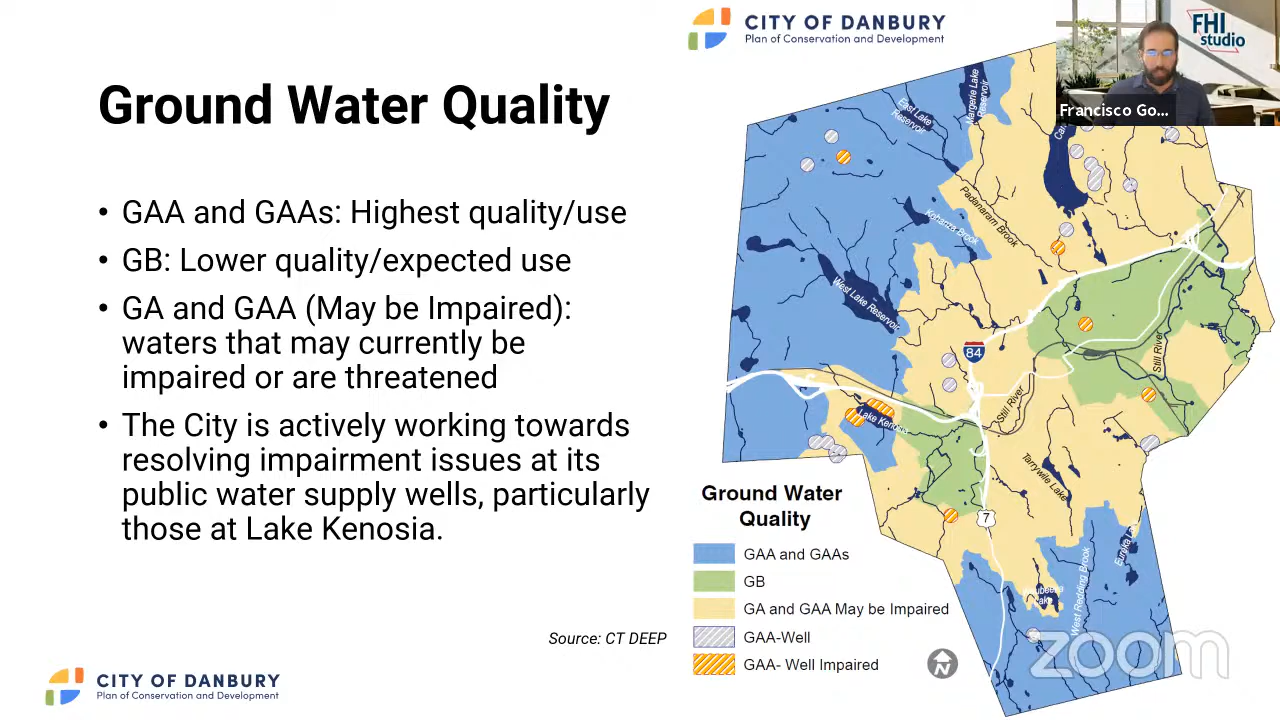 Ground Water Quality
• GAA and GAAs: Highest quality/use
• GB: Lower quality/expected use
• GA and GAA (May be Impaired):
waters that may currently be
impaired or are threatened
• The City is actively working towards
resolving impairment issues at its
public water supply wells, particularly
those at Lake Kenosia.
Source: CT DEEP
CITY OF DANBURY
Plan of Conservation and Development
CITY OF DANBURY
Plan of Conservation and Development
FHI
studio
Francisco Go...
East Lake
Reservoir
Margerie Lake
Reservoir
Padanaram Brook
Kohanza Brook
West Lake Reservoir
84
Still River
Still River
Lake Kenosia
Tarrywile Lake
7
West Redding Brook
Eureka
Lake
Ground Water
Quality
GAA and GAAs
GB
GA and GAA May be Impaired
GAA-Well
GAA- Well Impaired
N
zoom